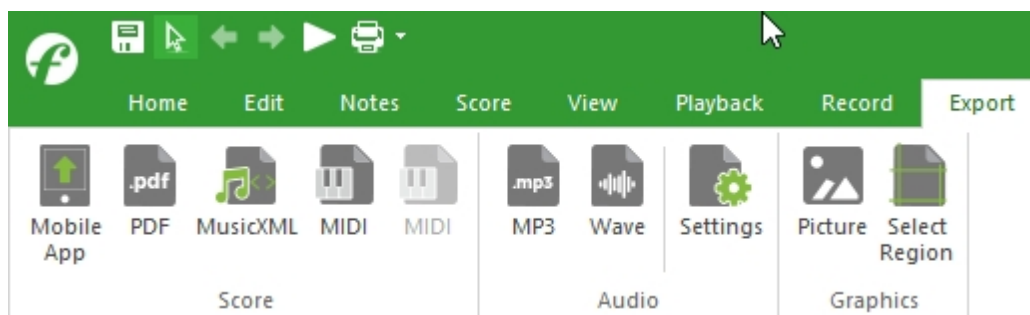 Home Edit Notes Score View Playback Record Export
.pdf .mp3
Mobile App PDF MusicXML MIDI MIDI MP3 Wave Settings Picture Select Region
Score Audio Graphics